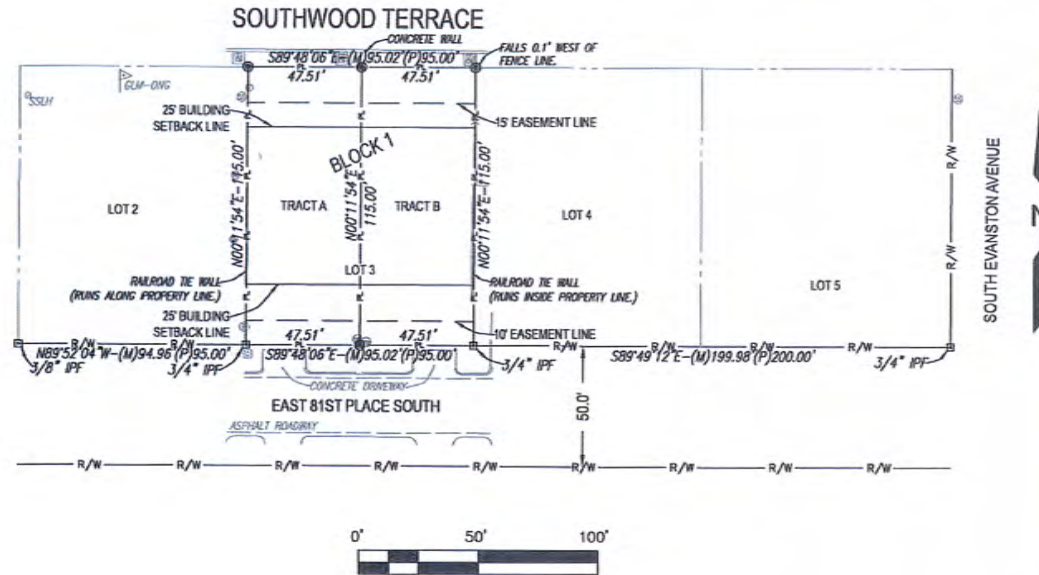 SOUTHWOOD TERRACE
CONCRETE WALL
S89°48'06"E-(M)95.02'(P)95.00'
FALLS 0.1' WEST OF
FENCE LINE.
47.51'
47.51'
GLM-ONG
SSLH
25' BUILDING
SETBACK LINE
15' EASEMENT LINE
BLOCK 1
N00°11'54"E-115.00'
N00°11'54"E
115.00'
N00°11'54"E-115.00'
LOT 2
TRACT A
TRACT B
LOT 4
LOT 3
LOT 5
R/W
R/W
SOUTH EVANSTON AVENUE
N
RAILROAD TIE WALL
(RUNS ALONG PROPERTY LINE.)
RAILROAD TIE WALL
(RUNS INSIDE PROPERTY LINE.)
25' BUILDING
SETBACK LINE
47.51'
47.51'
10' EASEMENT LINE
R/W R/W R/W R/W R/W R/W
N89°52'04"W-(M)94.96'(P)95.00'
S89°48'06"E-(M)95.02'(P)95.00'
S89°49'12"E-(M)199.98'(P)200.00'
3/8" IPF
3/4" IPF
3/4" IPF
3/4" IPF
CONCRETE DRIVEWAY
EAST 81ST PLACE SOUTH
50.0'
ASPHALT ROADWAY
R/W R/W R/W R/W R/W R/W R/W R/W R/W
0' 50' 100'